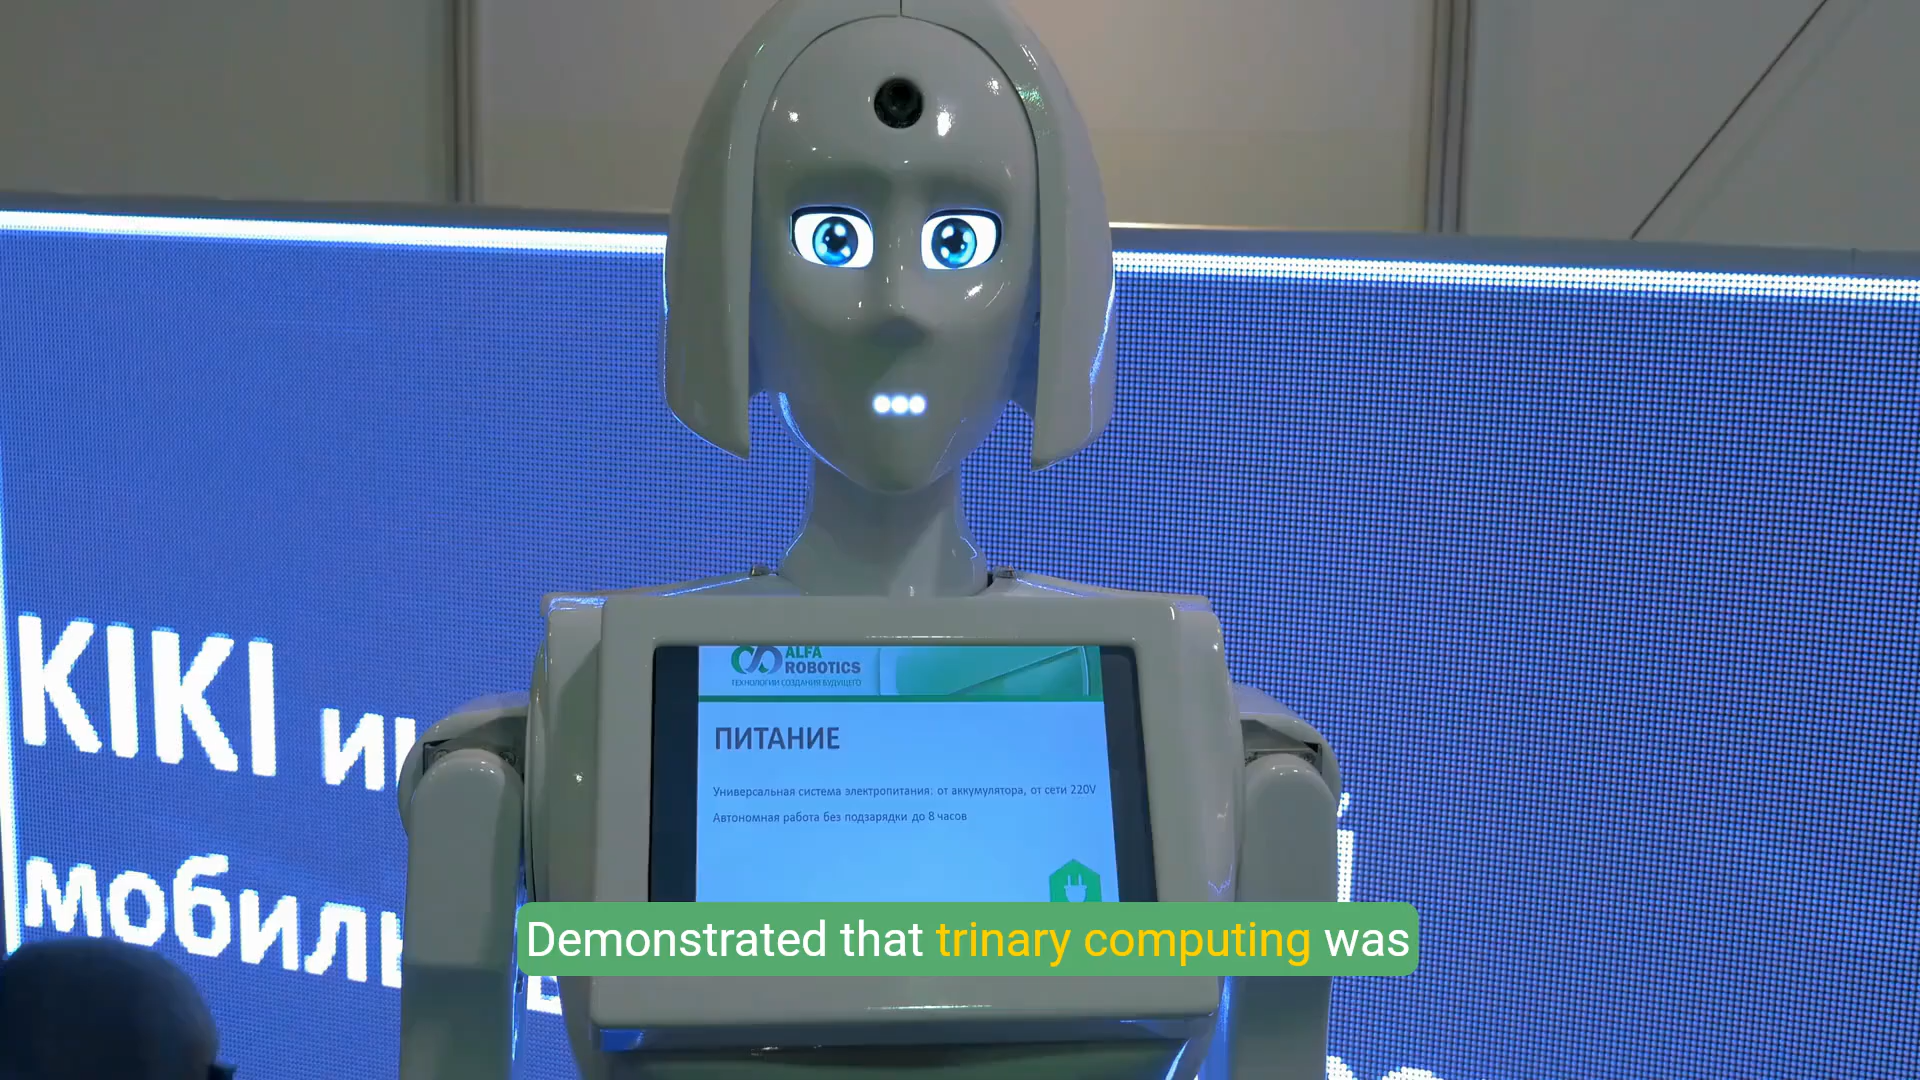 ALFA
ROBOTICS
ТЕХНОЛОГИИ СОЗДАНИЯ БУДУЩЕГО
ПИТАНИЕ
Универсальная система электропитания: от аккумулятора, от сети 220V
Автономная работа без подзарядки до 8 часов
KIKI
Demonstrated that trinary computing was